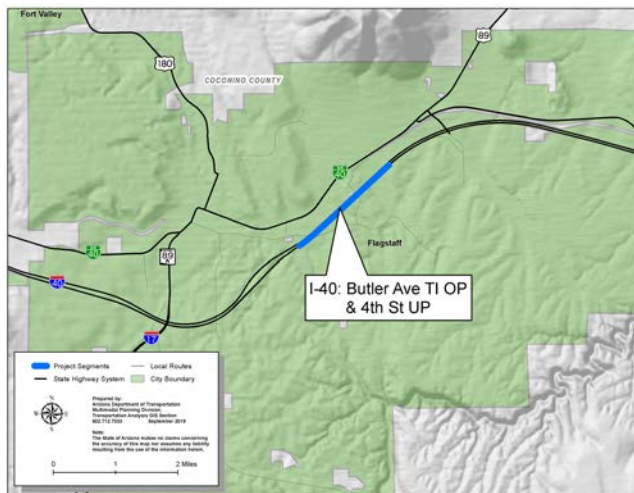 Fort Valley
89
180
COCONINO COUNTY
40
Flagstaff
40
89
A
40
I-40: Butler Ave TI OP
& 4th St UP
17
Project Segments
Local Routes
State Highway System
City Boundary
Prepared by:
Arizona Department of Transportation
Multimodal Planning Division
Transportation Analysis GIS Section
602.712.7333 September 2019
Note:
The State of Arizona makes no claims concerning
the accuracy of this map nor assumes any liability
resulting from the use of the information herein.
N
W
E
S
0 1 2 Miles